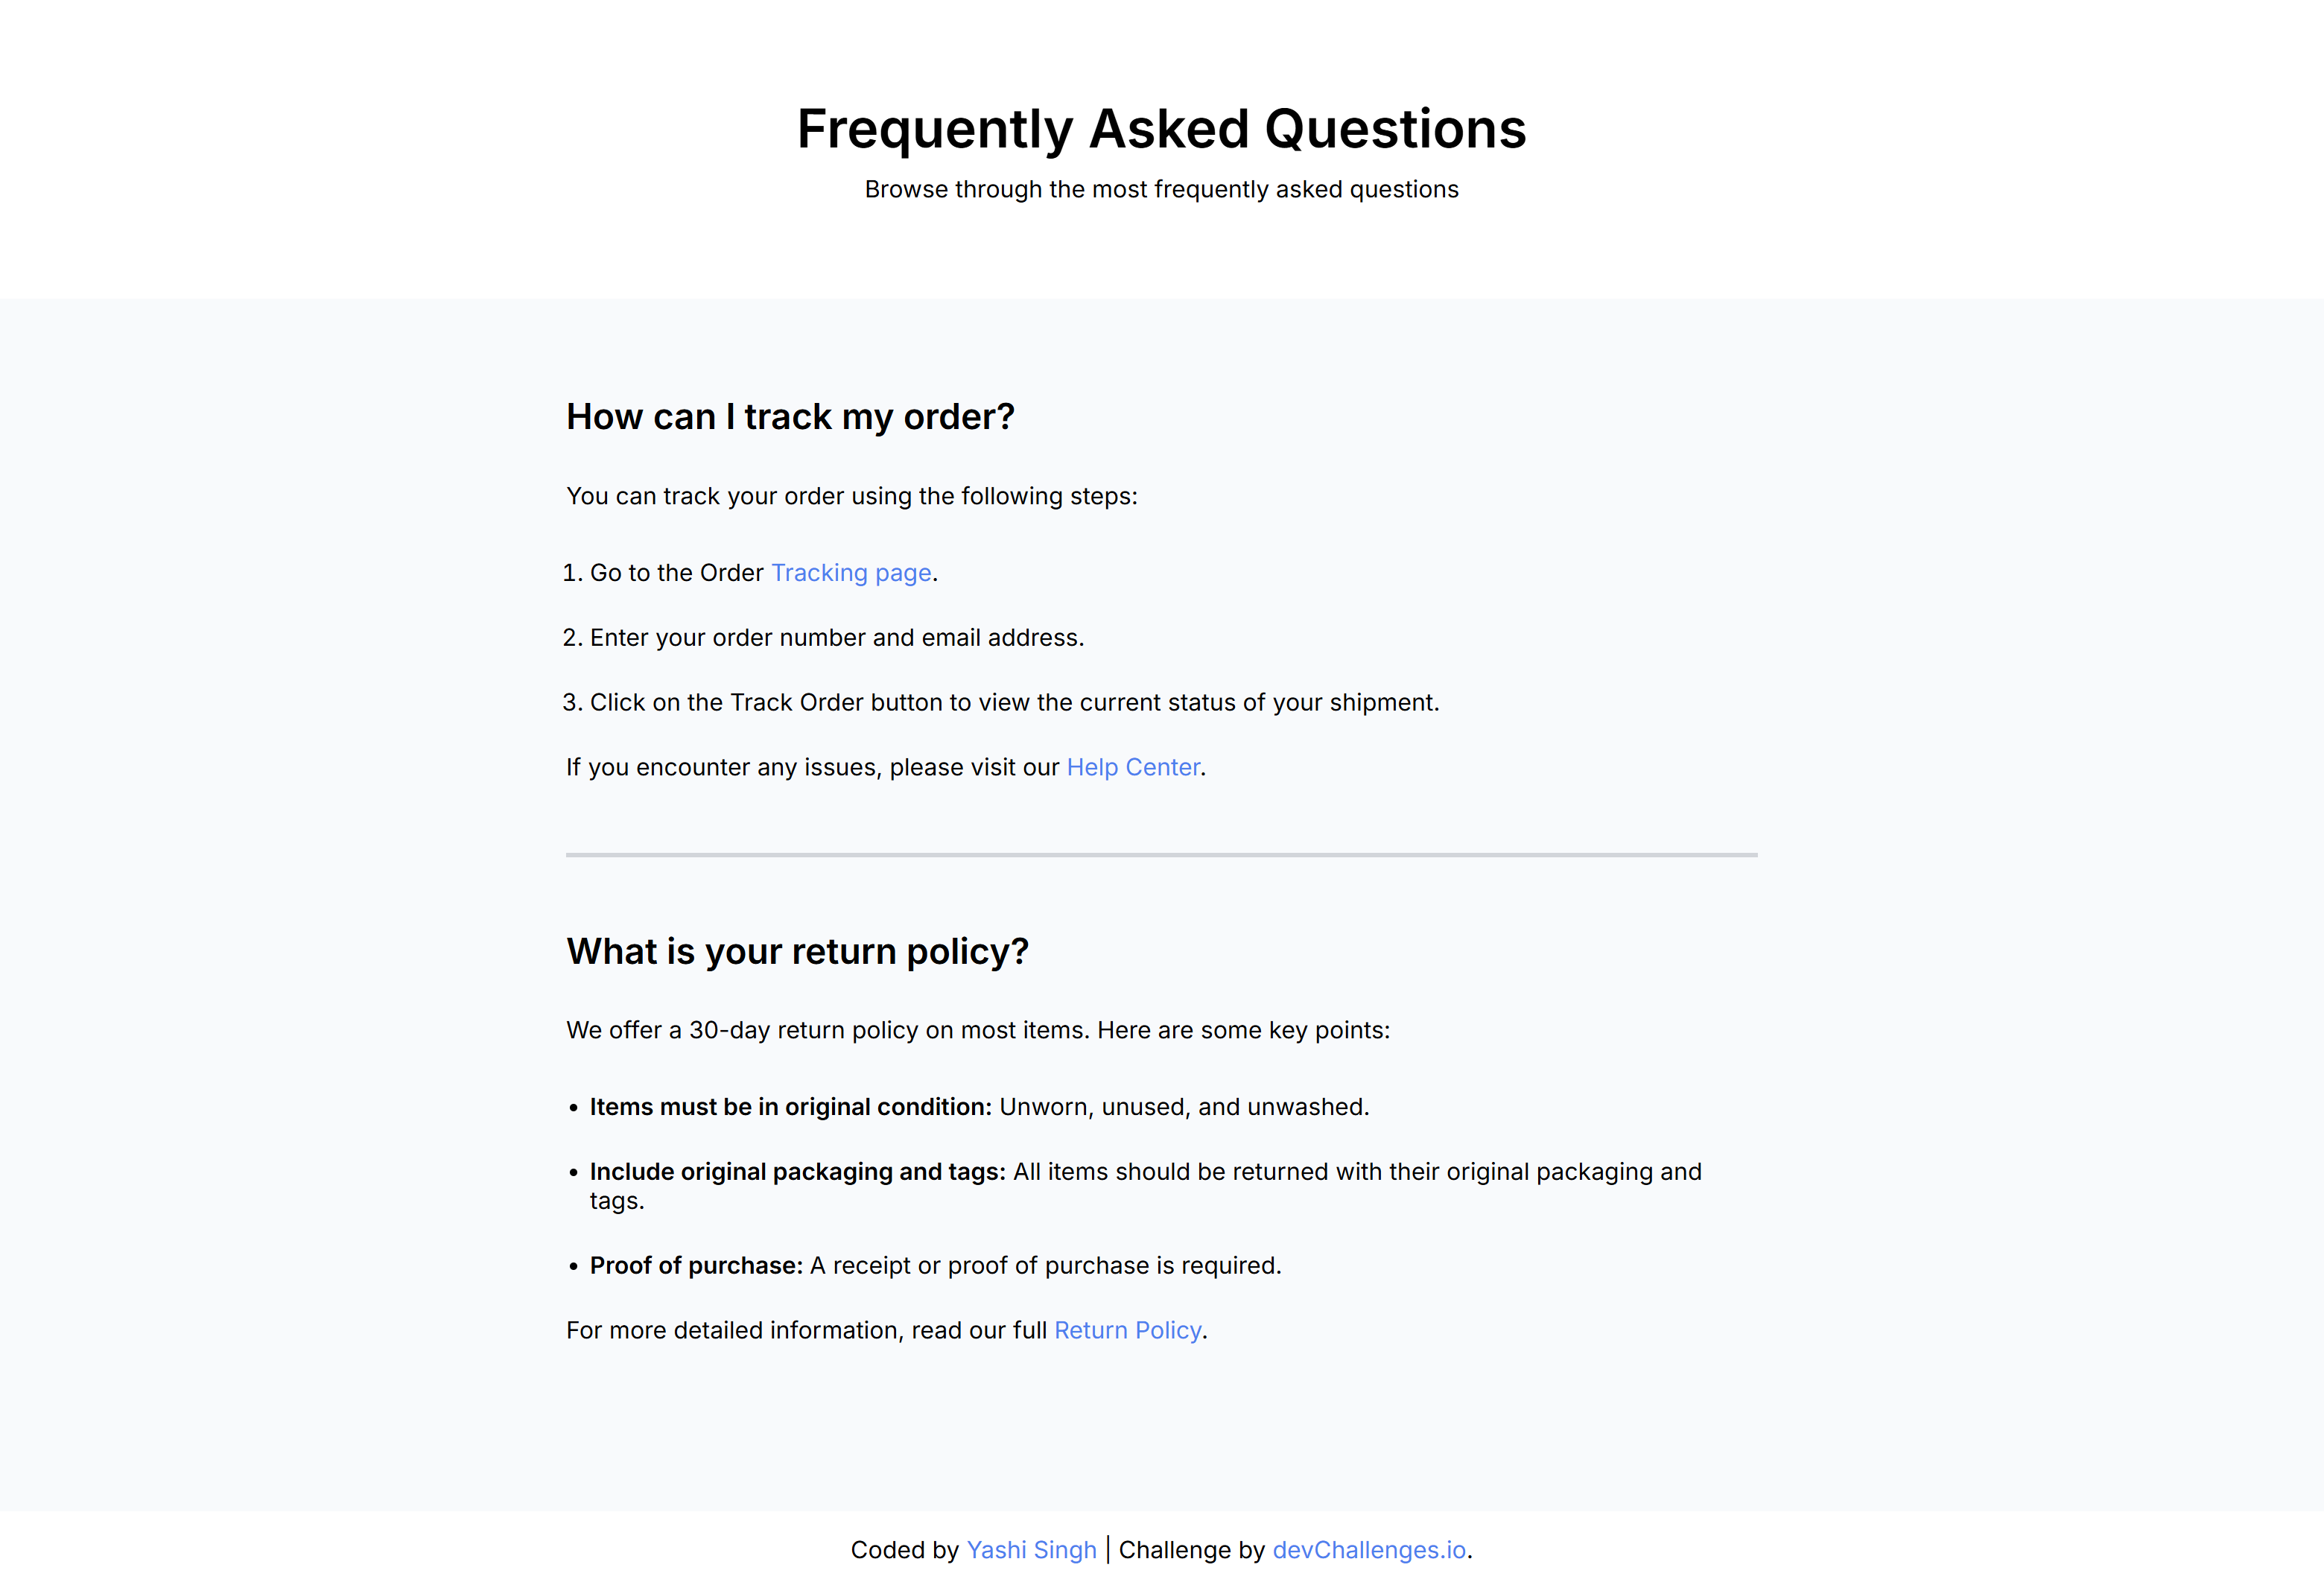 Frequently Asked Questions
Browse through the most frequently asked questions
How can I track my order?
You can track your order using the following steps:
1. Go to the Order Tracking page.
2. Enter your order number and email address.
3. Click on the Track Order button to view the current status of your shipment.
If you encounter any issues, please visit our Help Center.
What is your return policy?
We offer a 30-day return policy on most items. Here are some key points:
• Items must be in original condition: Unworn, unused, and unwashed.
• Include original packaging and tags: All items should be returned with their original packaging and
tags.
• Proof of purchase: A receipt or proof of purchase is required.
For more detailed information, read our full Return Policy.
Coded by Yashi Singh | Challenge by devChallenges.io.